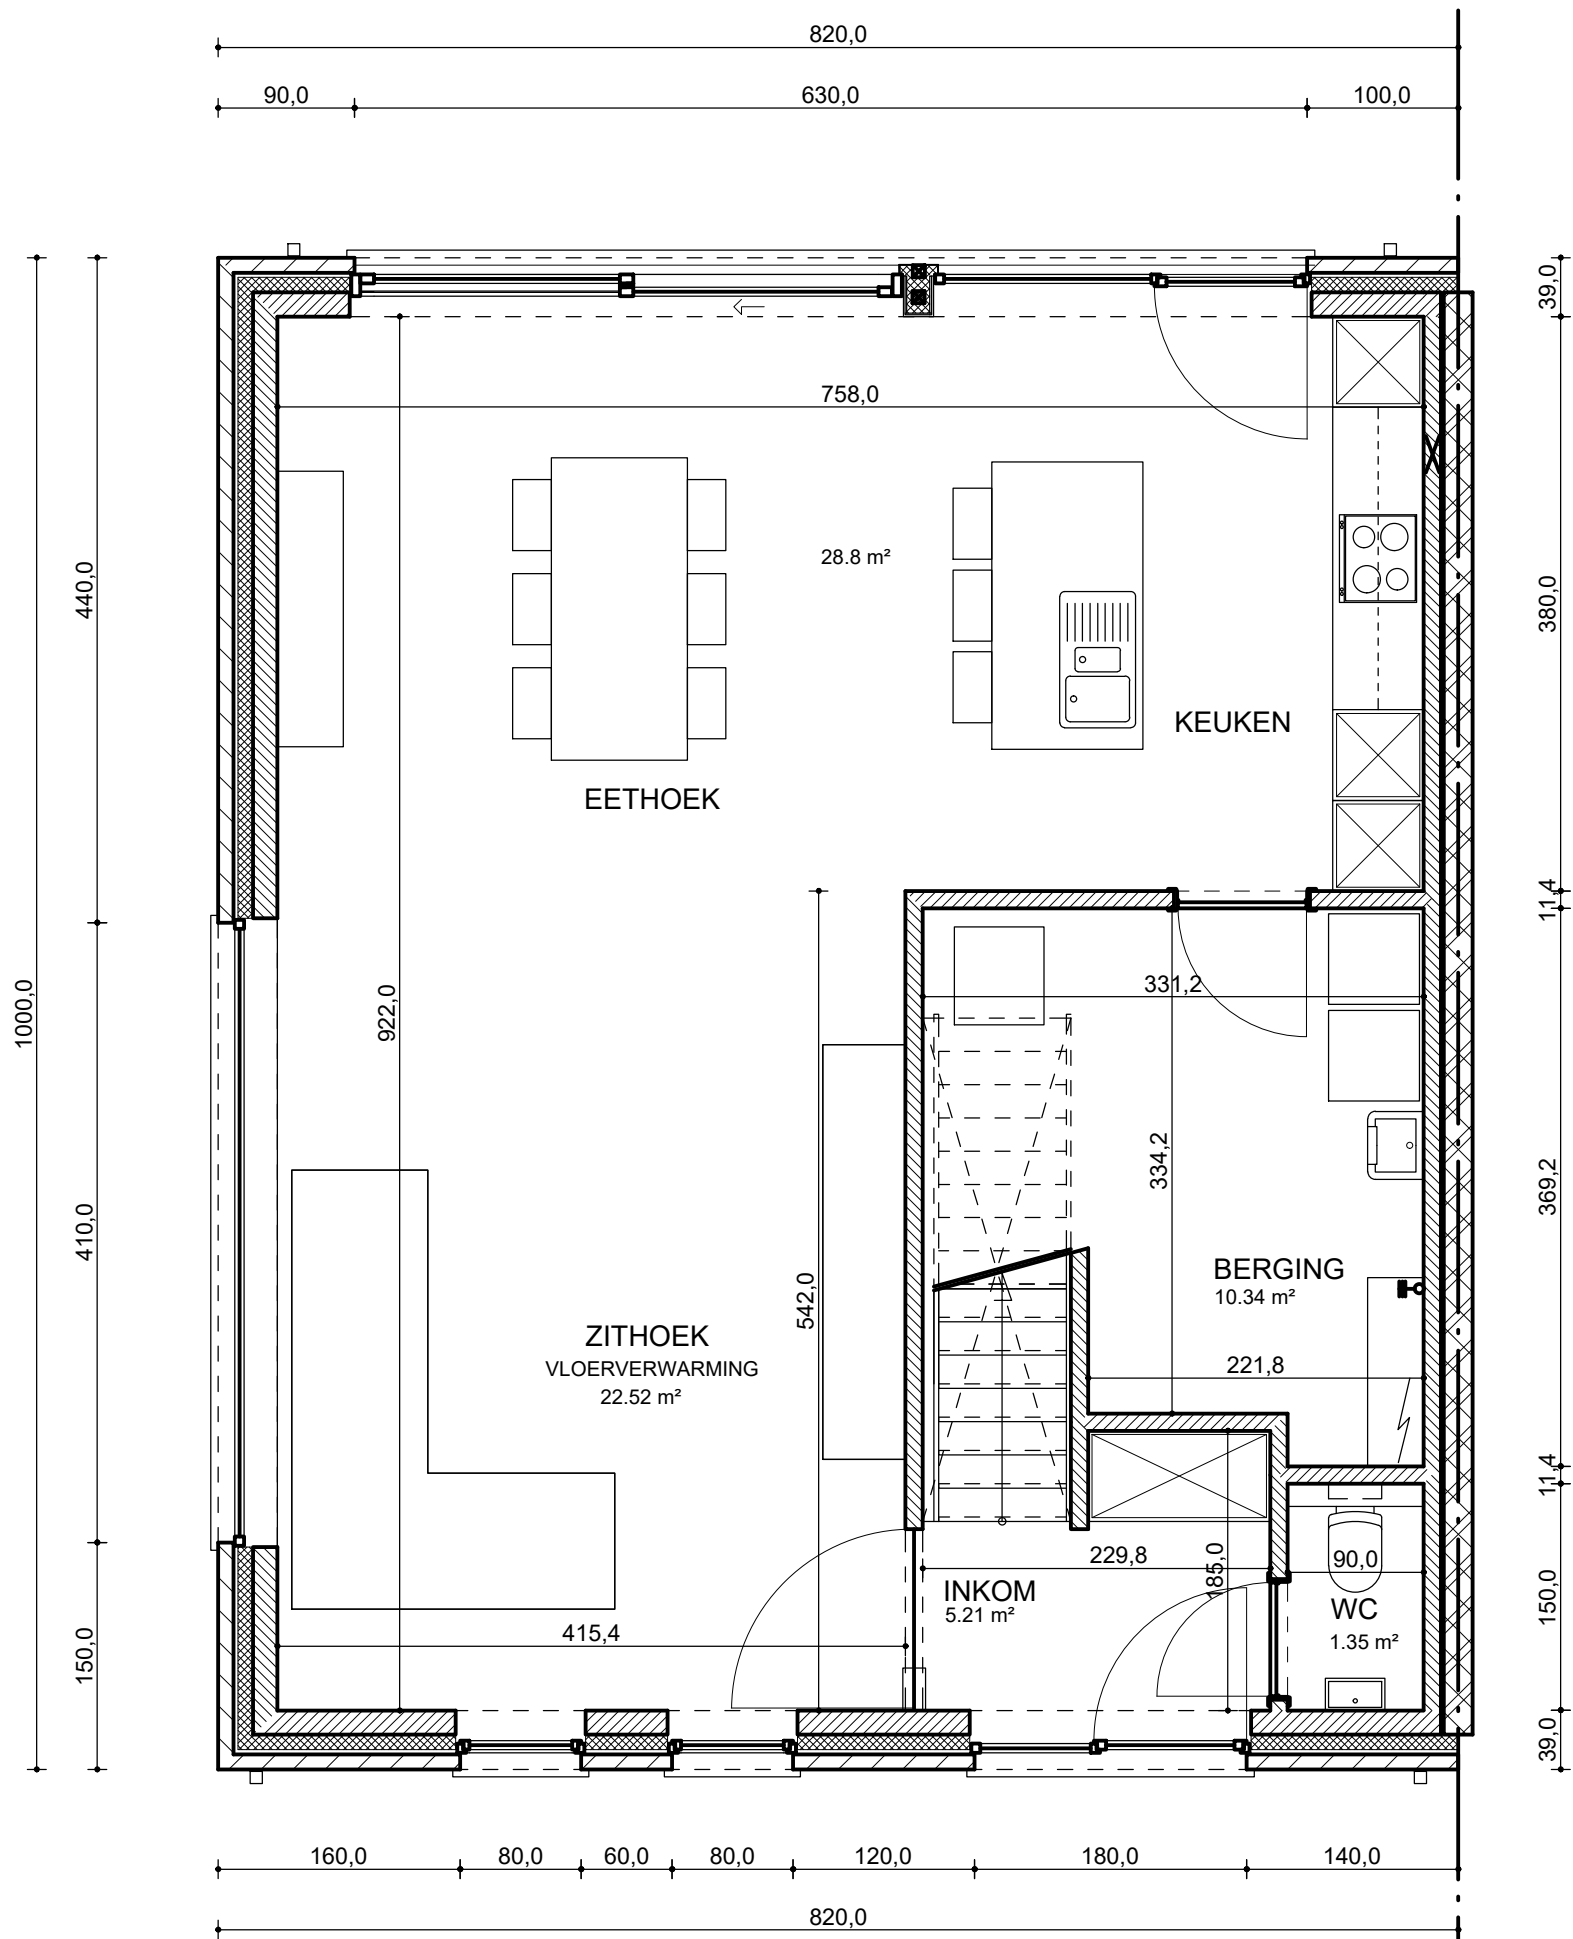 820,0
90,0
630,0
100,0
39,0
758,0
28.8 m²
440,0
380,0
KEUKEN
EETHOEK
11,4
1000,0
922,0
331,2
334,2
369,2
410,0
542,0
BERGING
10.34 m²
ZITHOEK
VLOERVERWARMING
22.52 m²
221,8
11,4
229,8
185,0
90,0
INKOM
5.21 m²
WC
1.35 m²
150,0
415,4
150,0
39,0
160,0
80,0
60,0
80,0
120,0
180,0
140,0
820,0